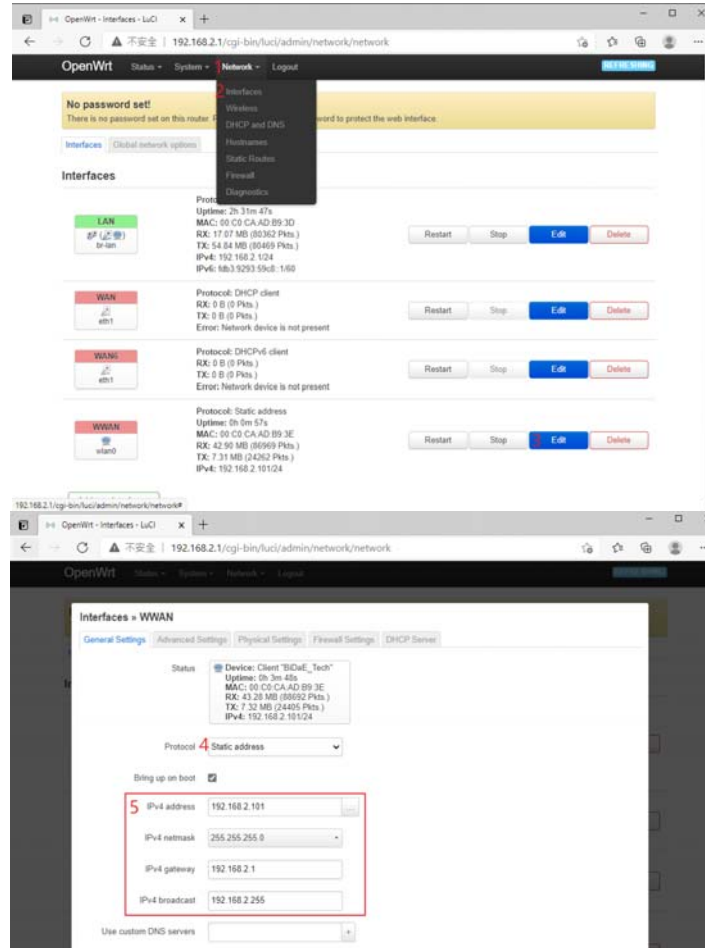 OpenWrt - Interfaces - LuCI
不安全 | 192.168.2.1/cgi-bin/luci/admin/network/network
OpenWrt Status System 1 Network Logout REFRESHING
2 Interfaces
Wireless
DHCP and DNS
Hostnames
Static Routes
Firewall
Diagnostics
No password set!
There is no password set on this router. P word to protect the web interface.
Interfaces Global network options
Interfaces
LAN
br-lan
Proto
Uptime: 2h 31m 47s
MAC: 00:C0:CA:AD:B9:3D
RX: 17.07 MB (80362 Pkts.)
TX: 54.84 MB (80469 Pkts.)
IPv4: 192.168.2.1/24
IPv6: fdb3:9293:59c8::1/60
Restart Stop Edit Delete
WAN
eth1
Protocol: DHCP client
RX: 0 B (0 Pkts.)
TX: 0 B (0 Pkts.)
Error: Network device is not present
Restart Stop Edit Delete
WAN6
eth1
Protocol: DHCPv6 client
RX: 0 B (0 Pkts.)
TX: 0 B (0 Pkts.)
Error: Network device is not present
Restart Stop Edit Delete
WWAN
wlan0
Protocol: Static address
Uptime: 0h 0m 57s
MAC: 00:C0:CA:AD:B9:3E
RX: 42.90 MB (86969 Pkts.)
TX: 7.31 MB (24262 Pkts.)
IPv4: 192.168.2.101/24
Restart Stop 3 Edit Delete
192.168.2.1/cgi-bin/luci/admin/network/network#
OpenWrt - Interfaces - LuCI
不安全 | 192.168.2.1/cgi-bin/luci/admin/network/network
OpenWrt Status System Network Logout
Interfaces » WWAN
General Settings Advanced Settings Physical Settings Firewall Settings DHCP Server
Status
Device: Client "BiDaE_Tech"
Uptime: 0h 3m 48s
MAC: 00:C0:CA:AD:B9:3E
RX: 43.28 MB (88692 Pkts.)
TX: 7.32 MB (24405 Pkts.)
IPv4: 192.168.2.101/24
Protocol 4 Static address
Bring up on boot
5 IPv4 address 192.168.2.101 ...
IPv4 netmask 255.255.255.0
IPv4 gateway 192.168.2.1
IPv4 broadcast 192.168.2.255
Use custom DNS servers +